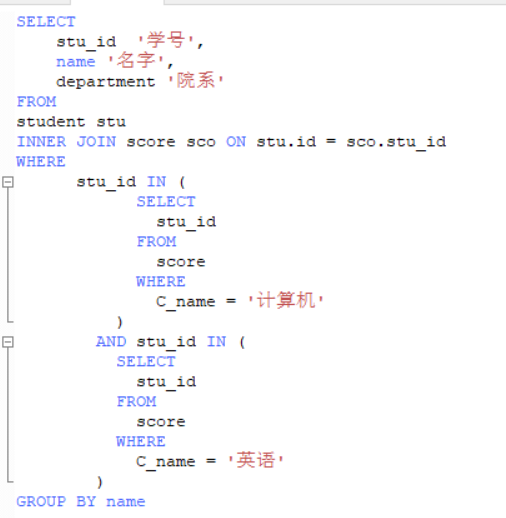 SELECT
stu_id '学号',
name '名字',
department '院系'
FROM
student stu
INNER JOIN score sco ON stu.id = sco.stu_id
WHERE
stu_id IN (
SELECT
stu_id
FROM
score
WHERE
C_name = '计算机'
)
AND stu_id IN (
SELECT
stu_id
FROM
score
WHERE
C_name = '英语'
)
GROUP BY name